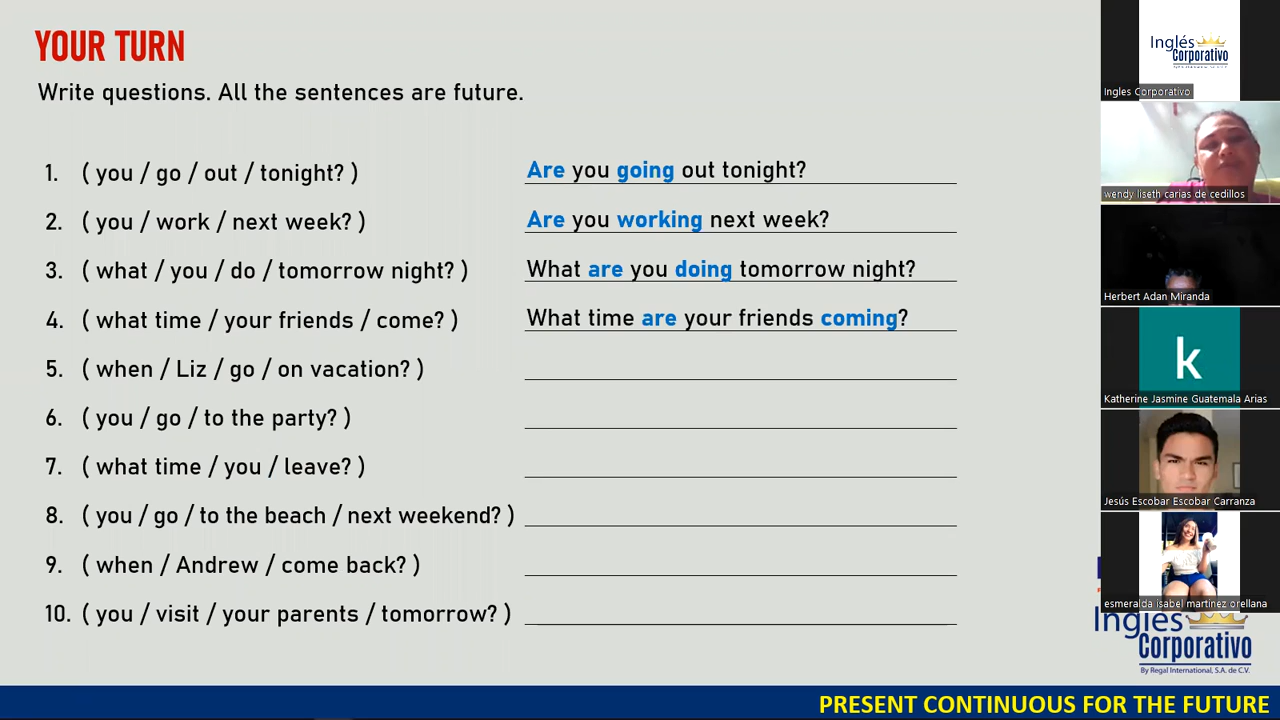 YOUR TURN
Write questions. All the sentences are future.
1. ( you / go / out / tonight? ) Are you going out tonight?
2. ( you / work / next week? ) Are you working next week?
3. ( what / you / do / tomorrow night? ) What are you doing tomorrow night?
4. ( what time / your friends / come? ) What time are your friends coming?
5. ( when / Liz / go / on vacation? )
6. ( you / go / to the party? )
7. ( what time / you / leave? )
8. ( you / go / to the beach / next weekend? )
9. ( when / Andrew / come back? )
10. ( you / visit / your parents / tomorrow? )
PRESENT CONTINUOUS FOR THE FUTURE
Inglés
Corporativo
Ingles Corporativo
wendy liseth carias de cedillos
Herbert Adan Miranda
k
Katherine Jasmine Guatemala Arias
Jesús Escobar Escobar Carranza
esmeralda isabel martinez orellana
Inglés
Corporativo
By Regal International, S.A. de C.V.